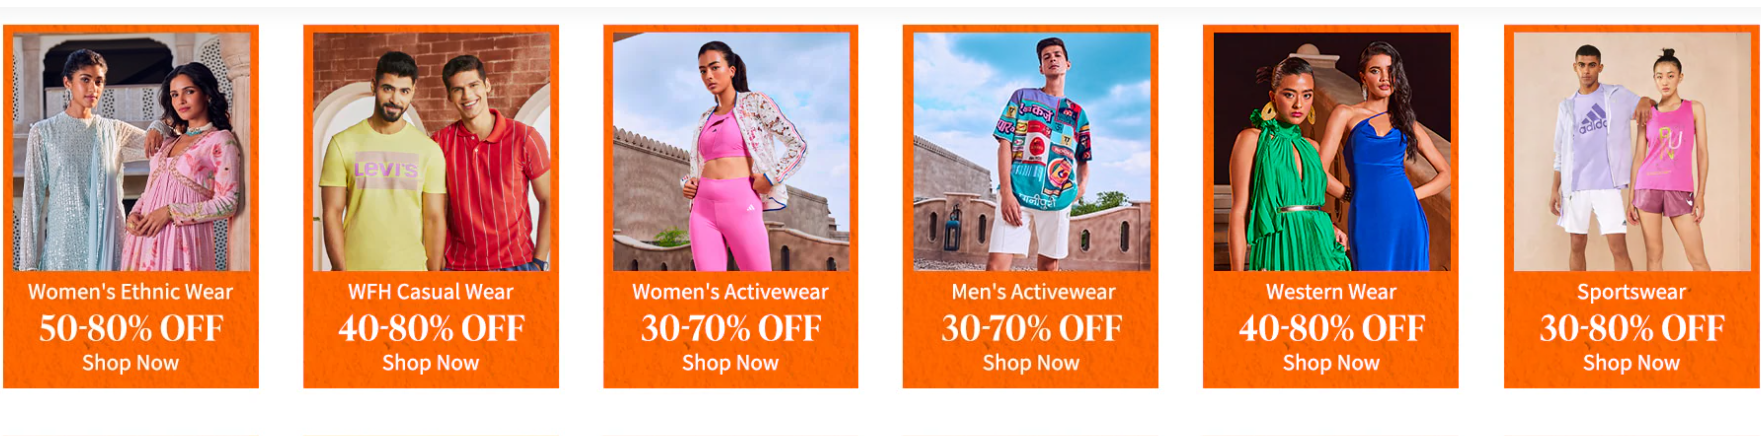 Women's Ethnic Wear
50-80% OFF
Shop Now
LEVI'S
WFH Casual Wear
40-80% OFF
Shop Now
Women's Activewear
30-70% OFF
Shop Now
Men's Activewear
30-70% OFF
Shop Now
Western Wear
40-80% OFF
Shop Now
adidas
RUN
Sportswear
30-80% OFF
Shop Now